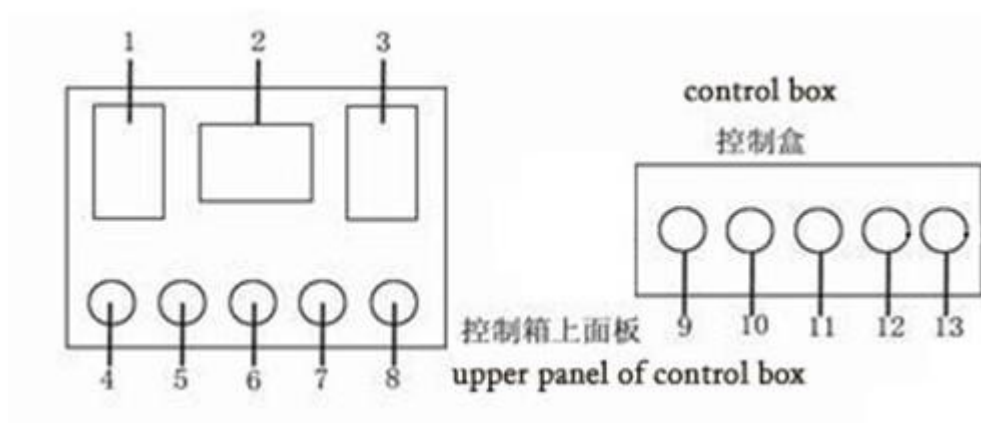 1 2 3
control box
控制盒
控制箱上面板
9 10 11 12 13
4 5 6 7 8
upper panel of control box